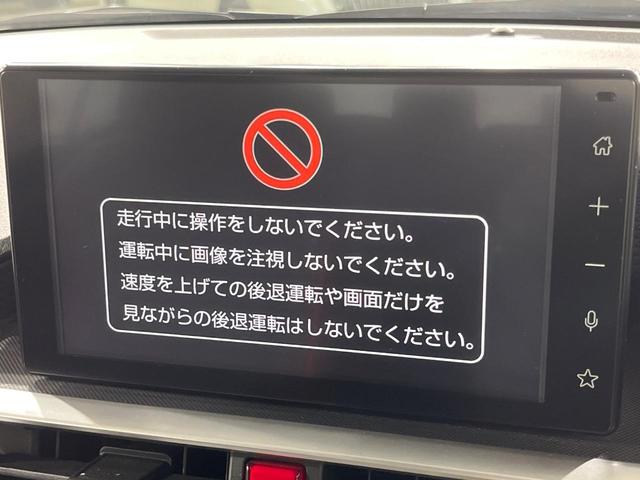 走行中に操作をしないでください。
運転中に画像を注視しないでください。
速度を上げての後退運転や画面だけを
見ながらの後退運転はしないでください。